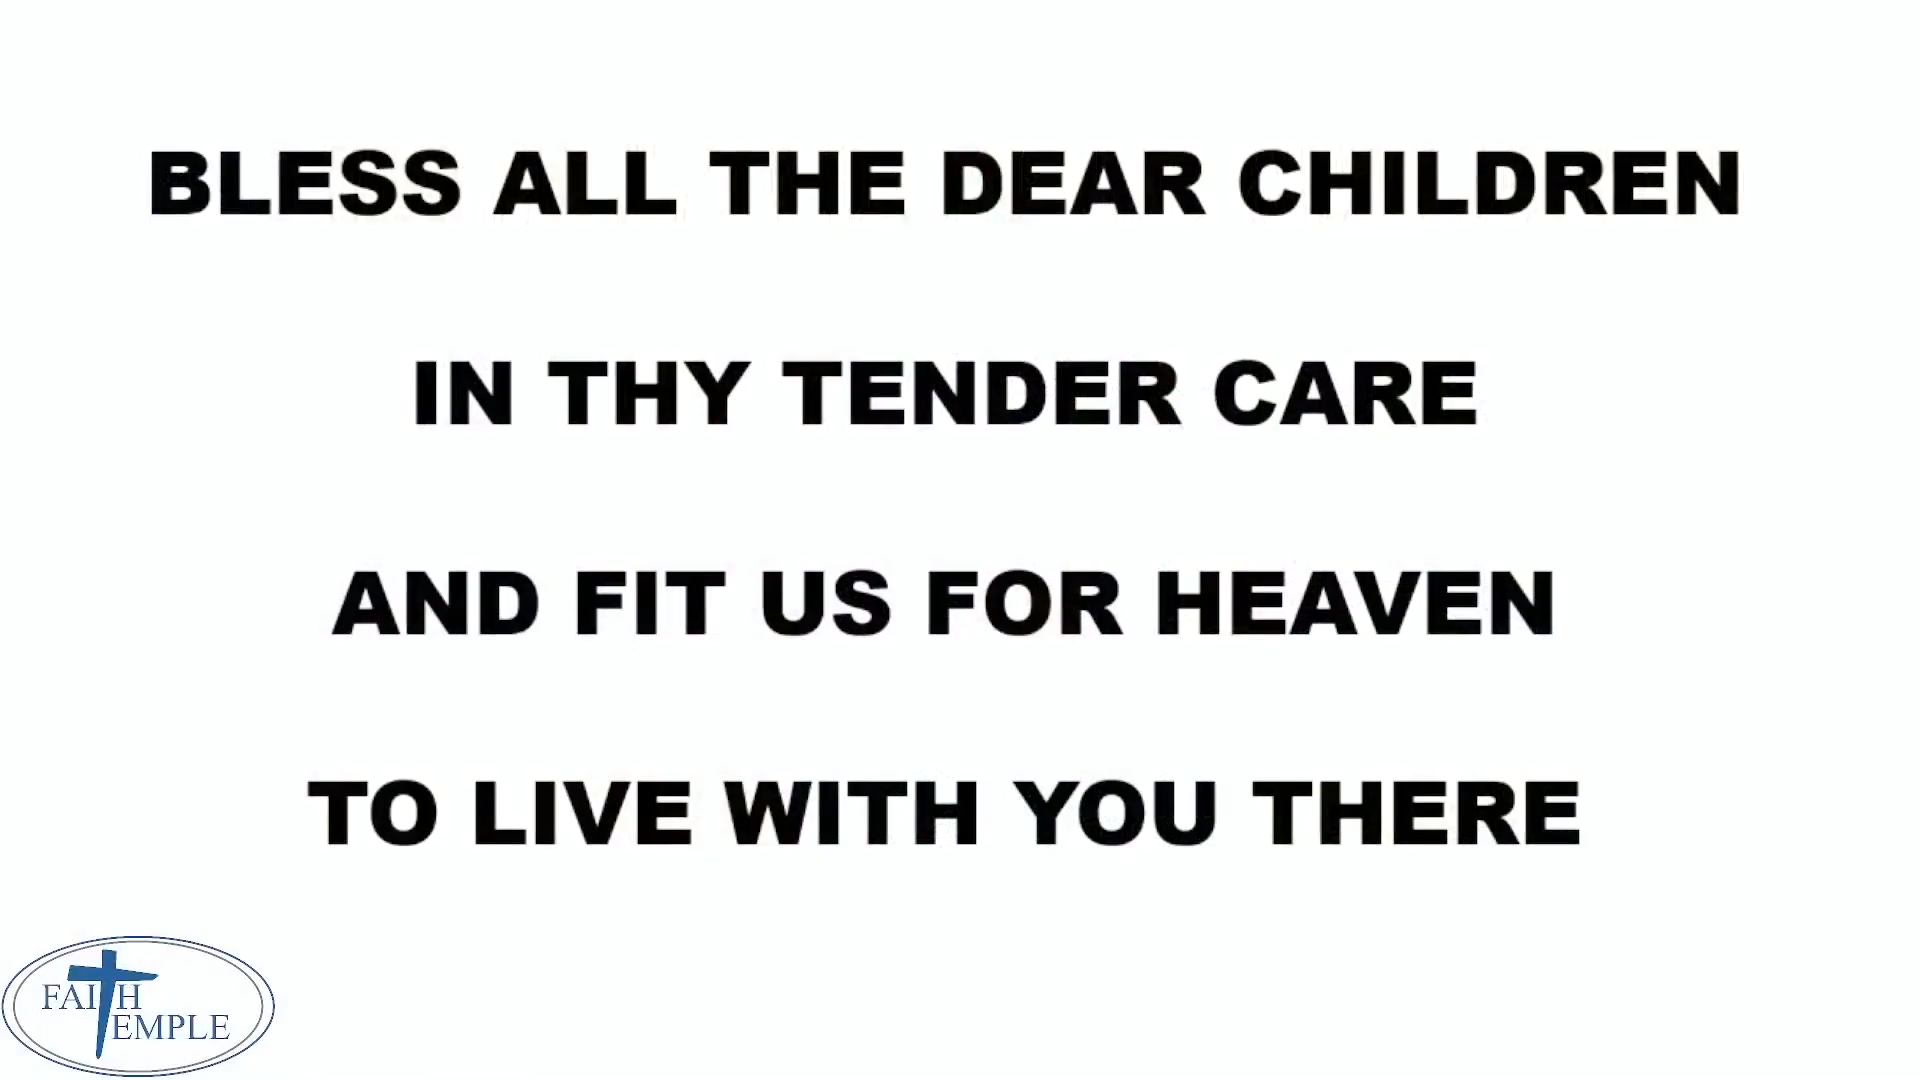 BLESS ALL THE DEAR CHILDREN
IN THY TENDER CARE
AND FIT US FOR HEAVEN
TO LIVE WITH YOU THERE
FAITH
TEMPLE